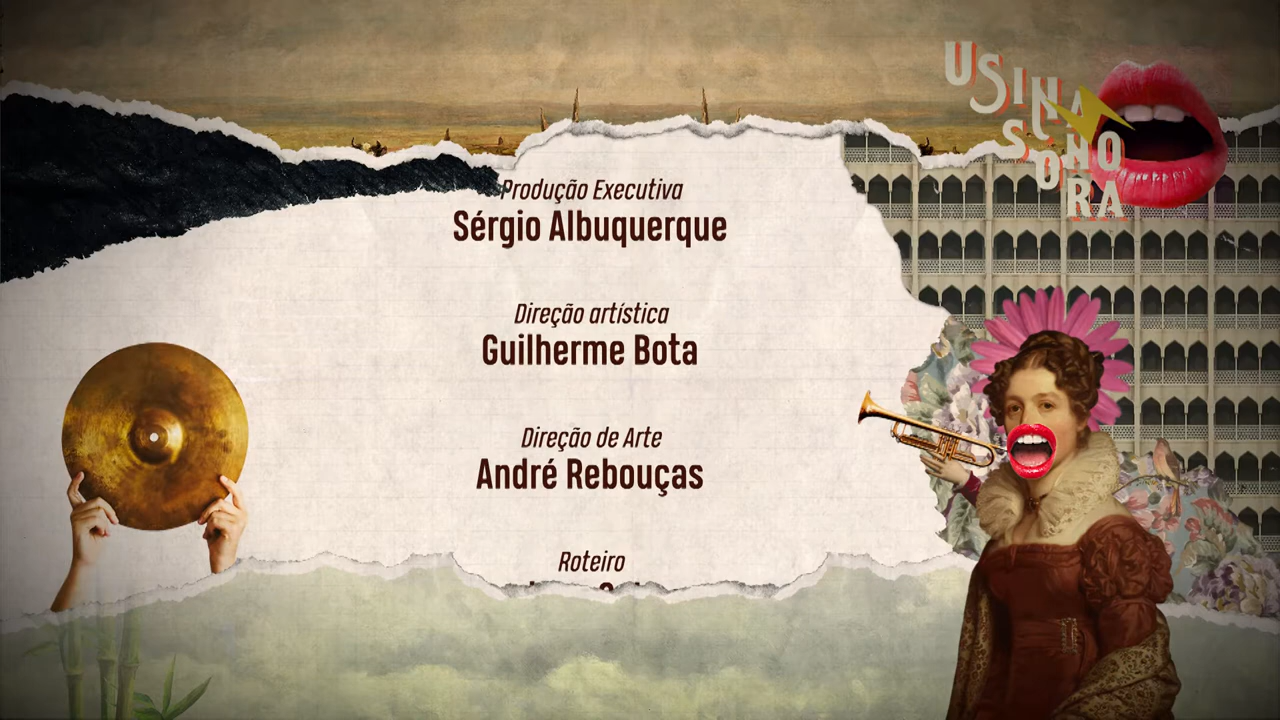 USINA
SONORA
Produção Executiva
Sérgio Albuquerque
Direção artística
Guilherme Bota
Direção de Arte
André Rebouças
Roteiro